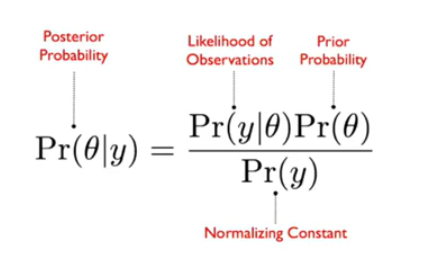 Posterior
Probability
Likelihood of
Observations
Prior
Probability
Pr(θ|y) = Pr(y|θ)Pr(θ)
Pr(y)
Normalizing Constant